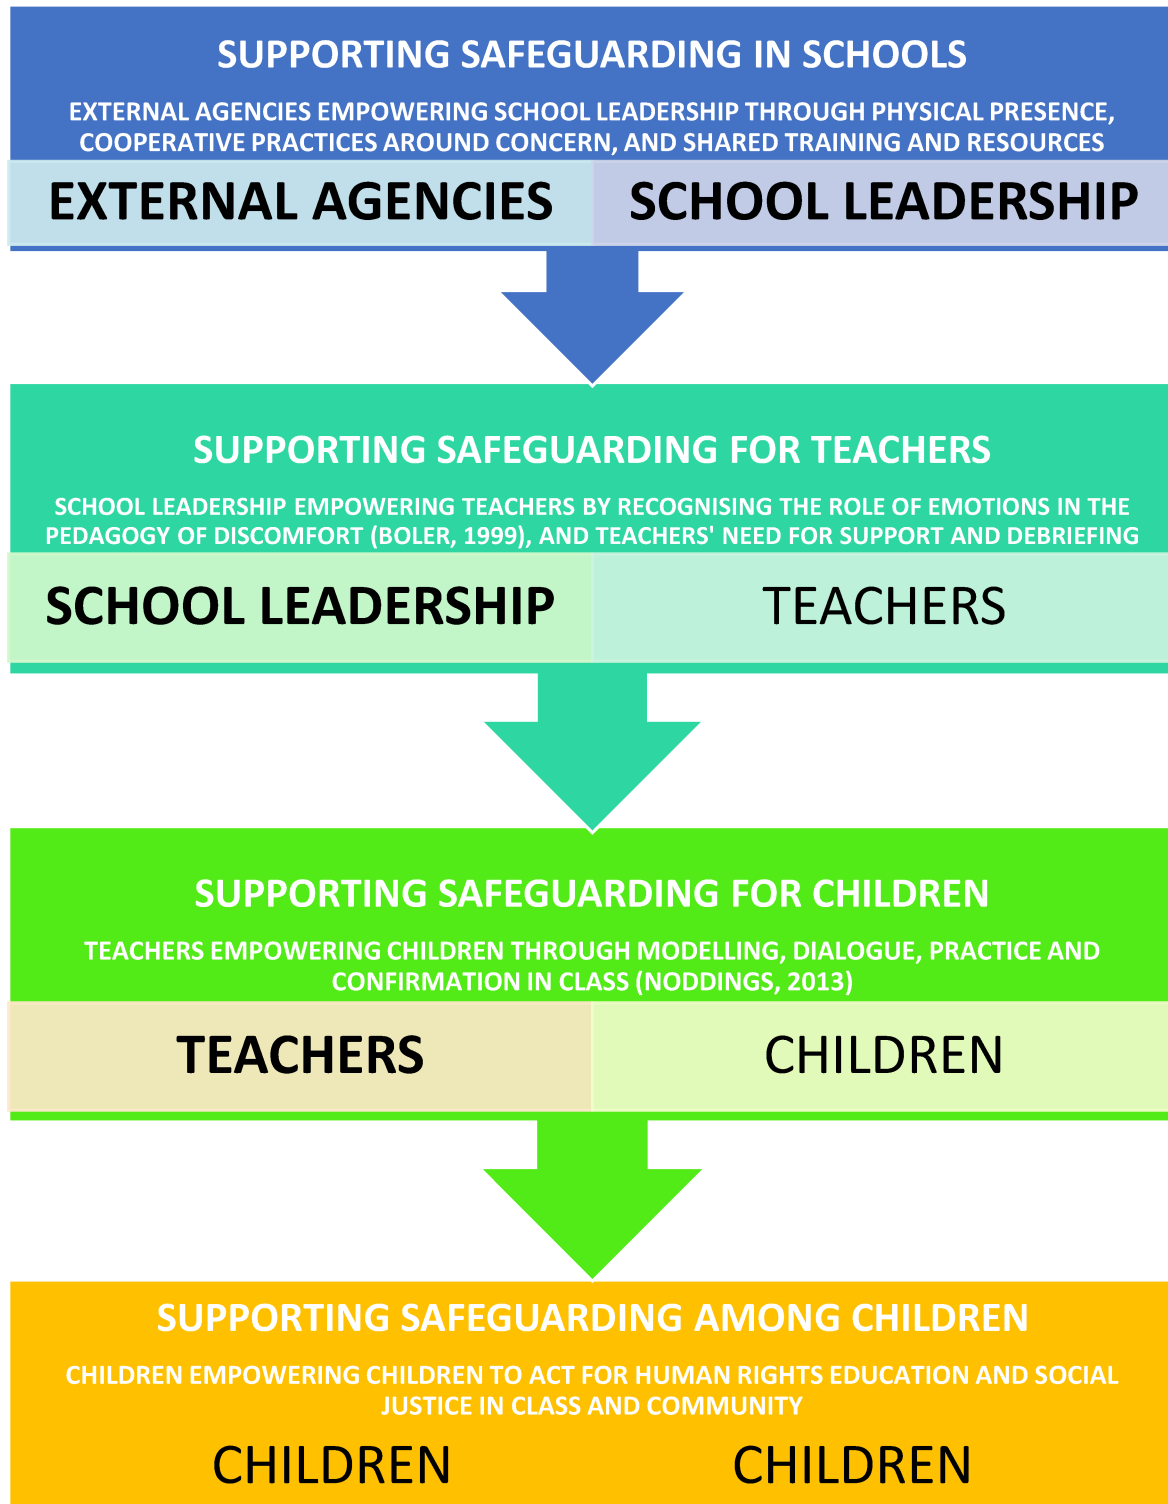 SUPPORTING SAFEGUARDING IN SCHOOLS
EXTERNAL AGENCIES EMPOWERING SCHOOL LEADERSHIP THROUGH PHYSICAL PRESENCE,
COOPERATIVE PRACTICES AROUND CONCERN, AND SHARED TRAINING AND RESOURCES
EXTERNAL AGENCIES SCHOOL LEADERSHIP
SUPPORTING SAFEGUARDING FOR TEACHERS
SCHOOL LEADERSHIP EMPOWERING TEACHERS BY RECOGNISING THE ROLE OF EMOTIONS IN THE
PEDAGOGY OF DISCOMFORT (BOLER, 1999), AND TEACHERS' NEED FOR SUPPORT AND DEBRIEFING
SCHOOL LEADERSHIP TEACHERS
SUPPORTING SAFEGUARDING FOR CHILDREN
TEACHERS EMPOWERING CHILDREN THROUGH MODELLING, DIALOGUE, PRACTICE AND
CONFIRMATION IN CLASS (NODDINGS, 2013)
TEACHERS CHILDREN
SUPPORTING SAFEGUARDING AMONG CHILDREN
CHILDREN EMPOWERING CHILDREN TO ACT FOR HUMAN RIGHTS EDUCATION AND SOCIAL
JUSTICE IN CLASS AND COMMUNITY
CHILDREN CHILDREN